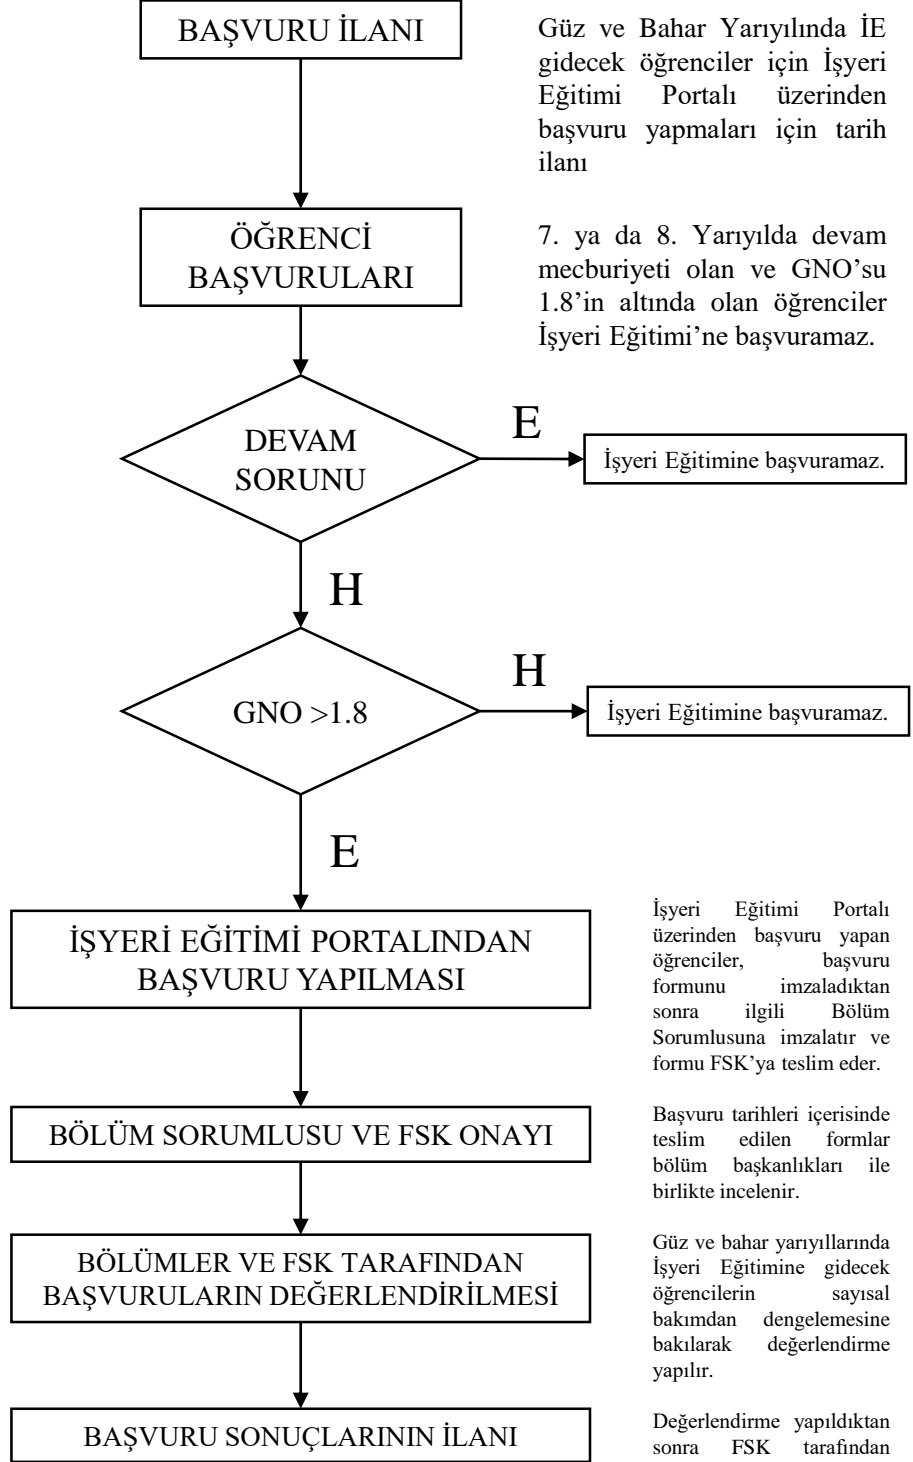 BAŞVURU İLANI
Güz ve Bahar Yarıyılında İE
gidecek öğrenciler için İşyeri
Eğitimi Portalı üzerinden
başvuru yapmaları için tarih
ilanı
ÖĞRENCİ
BAŞVURULARI
7. ya da 8. Yarıyılda devam
mecburiyeti olan ve GNO’su
1.8’in altında olan öğrenciler
İşyeri Eğitimi’ne başvuramaz.
DEVAM
SORUNU
E
İşyeri Eğitimine başvuramaz.
H
GNO >1.8
H
İşyeri Eğitimine başvuramaz.
E
İŞYERİ EĞİTİMİ PORTALINDAN
BAŞVURU YAPILMASI
İşyeri Eğitimi Portalı
üzerinden başvuru yapan
öğrenciler, başvuru
formunu imzaladıktan
sonra ilgili Bölüm
Sorumlusuna imzalatır ve
formu FSK’ya teslim eder.
BÖLÜM SORUMLUSU VE FSK ONAYI
Başvuru tarihleri içerisinde
teslim edilen formlar
bölüm başkanlıkları ile
birlikte incelenir.
BÖLÜMLER VE FSK TARAFINDAN
BAŞVURULARIN DEĞERLENDİRİLMESİ
Güz ve bahar yarıyıllarında
İşyeri Eğitimine gidecek
öğrencilerin sayısal
bakımdan dengelemesine
bakılarak değerlendirme
yapılır.
BAŞVURU SONUÇLARININ İLANI
Değerlendirme yapıldıktan
sonra FSK tarafından